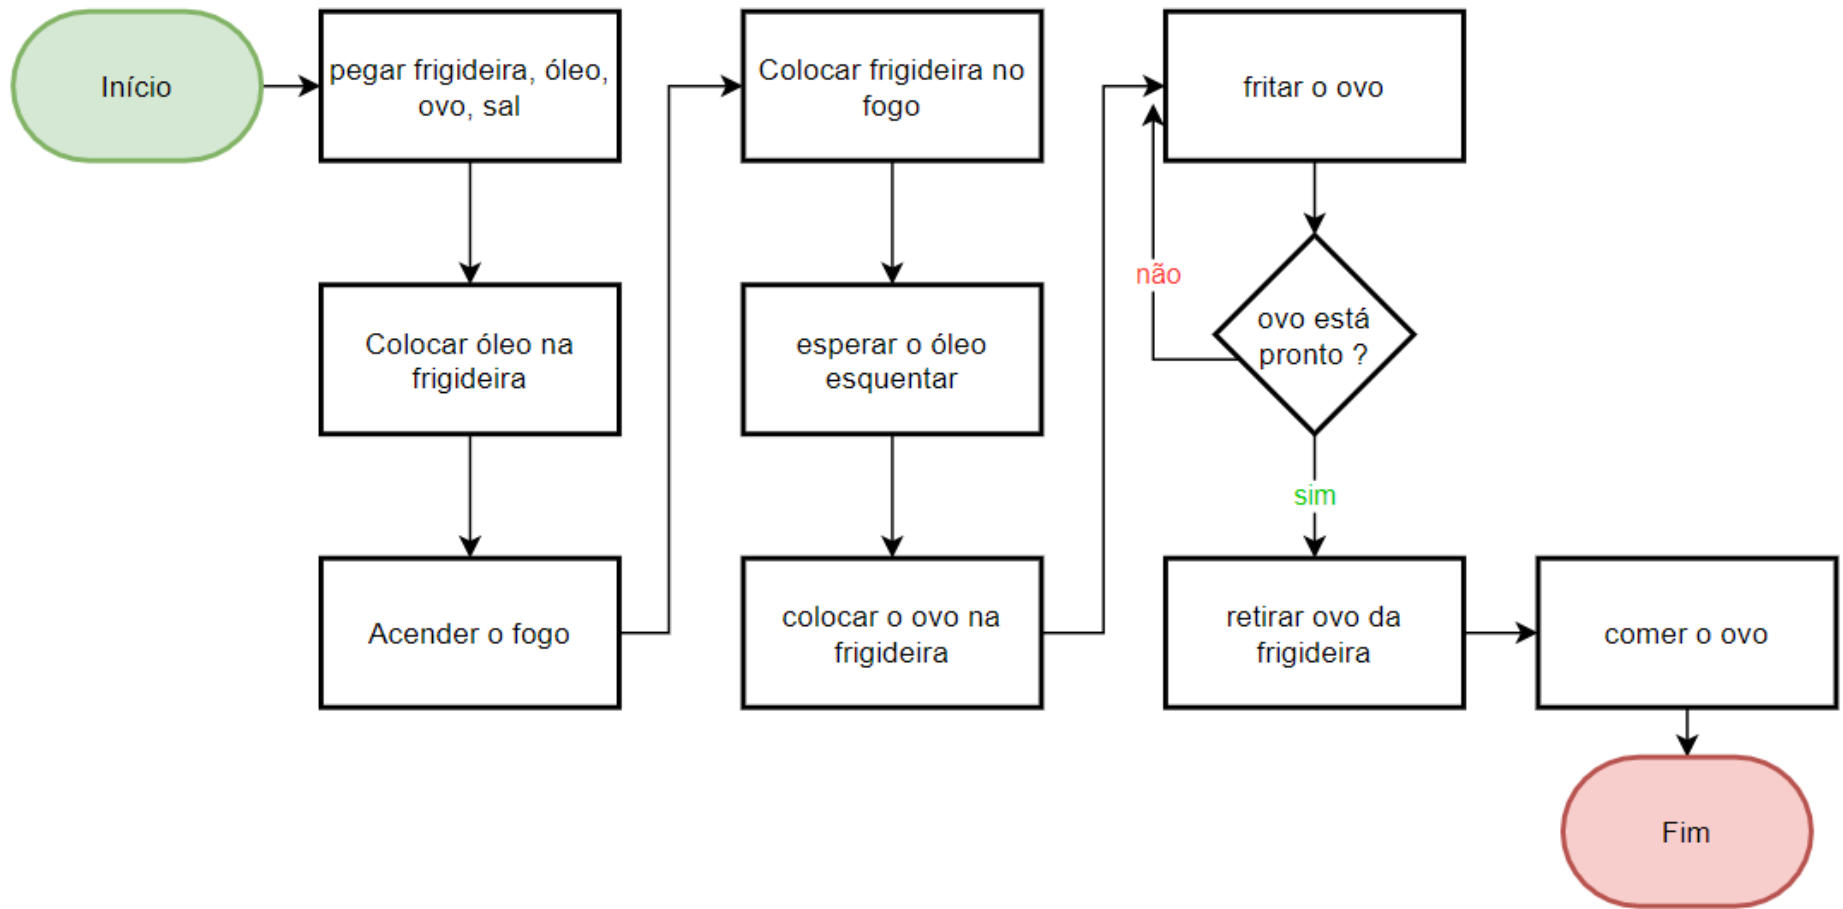 Início
pegar frigideira, óleo,
ovo, sal
Colocar óleo na
frigideira
Acender o fogo
Colocar frigideira no
fogo
esperar o óleo
esquentar
colocar o ovo na
frigideira
fritar o ovo
não
ovo está
pronto ?
sim
retirar ovo da
frigideira
comer o ovo
Fim